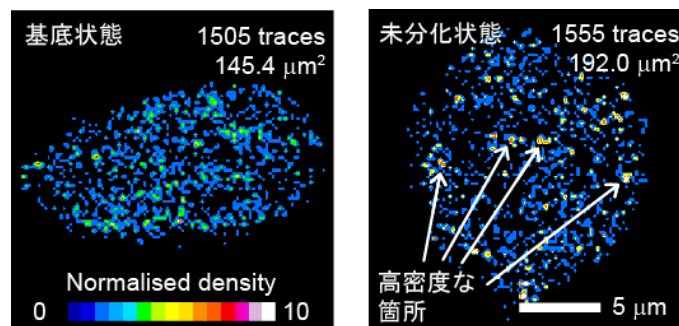 基底状態
1505 traces
145.4 μm²
Normalised density
0 10
未分化状態
1555 traces
192.0 μm²
高密度な
箇所
5 μm